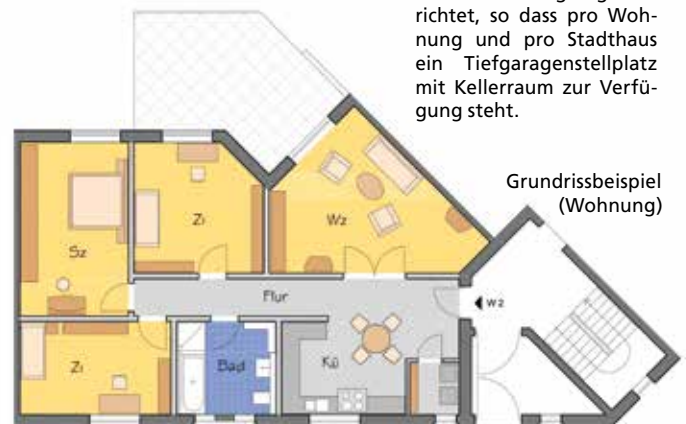 richtet, so dass pro Woh-
nung und pro Stadthaus
ein Tiefgaragenstellplatz
mit Kellerraum zur Verfü-
gung steht.
Grundrissbeispiel
(Wohnung)
Zi
Wz
Sz
Flur
W2
Zi
Bad
Kü